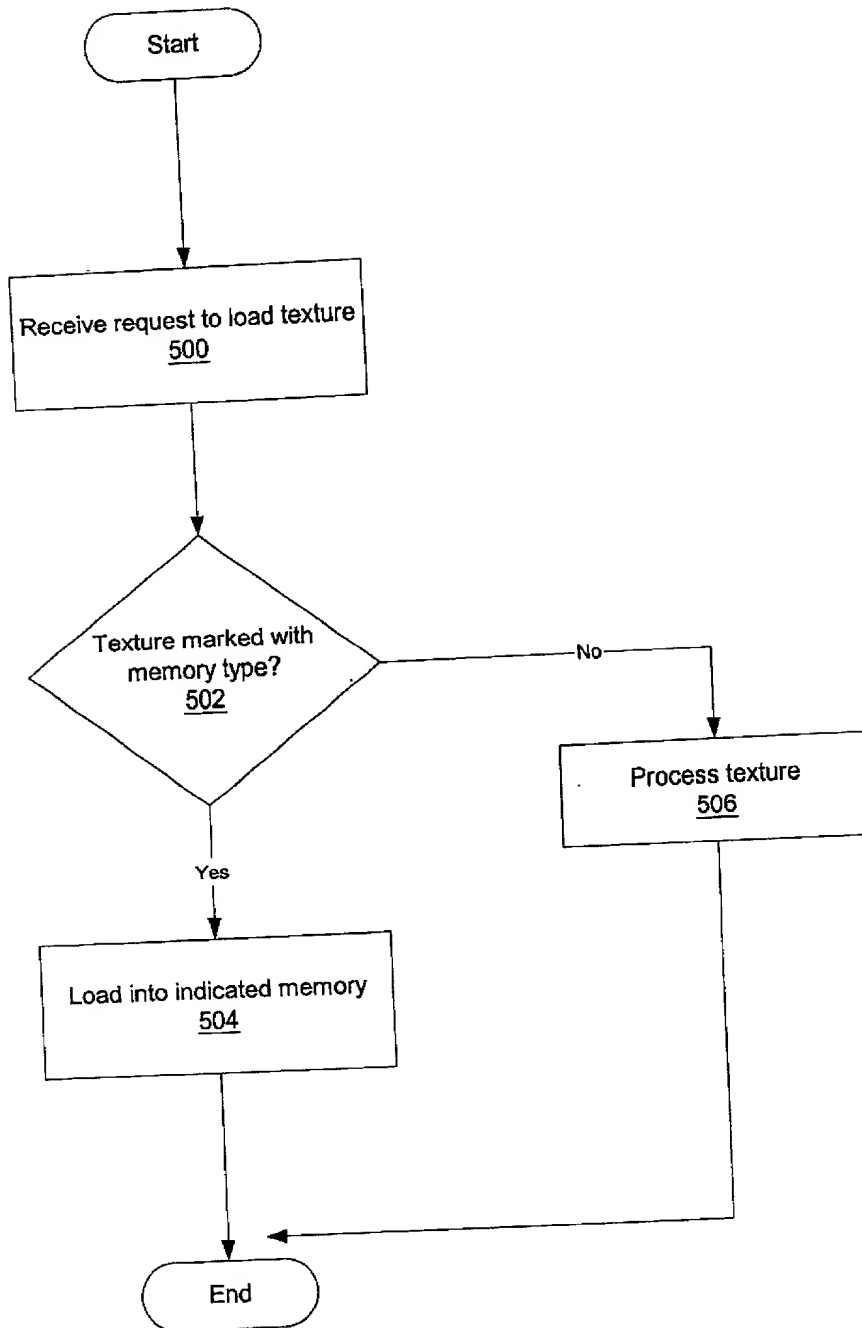 Start
Receive request to load texture
500
Texture marked with
memory type?
502
No
Process texture
506
Yes
Load into indicated memory
504
End